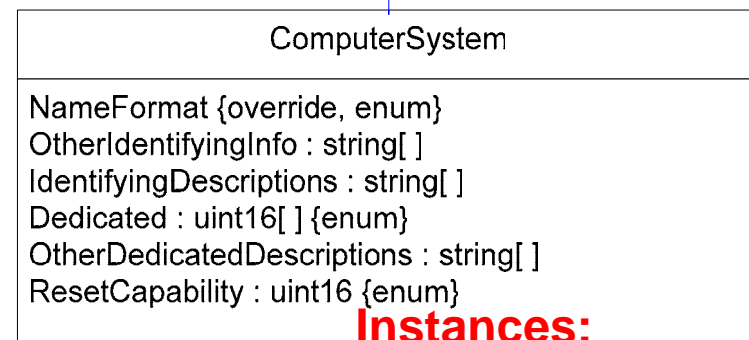 ComputerSystem
NameFormat {override, enum}
OtherIdentifyingInfo : string[ ]
IdentifyingDescriptions : string[ ]
Dedicated : uint16[ ] {enum}
OtherDedicatedDescriptions : string[ ]
ResetCapability : uint16 {enum}
Instances: